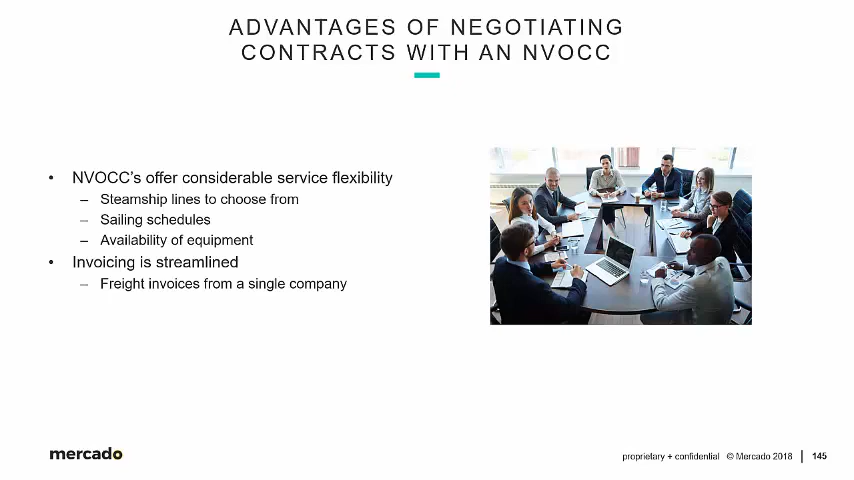 ADVANTAGES OF NEGOTIATING
CONTRACTS WITH AN NVOCC
• NVOCC’s offer considerable service flexibility
– Steamship lines to choose from
– Sailing schedules
– Availability of equipment
• Invoicing is streamlined
– Freight invoices from a single company
mercado
proprietary + confidential © Mercado 2018 | 145